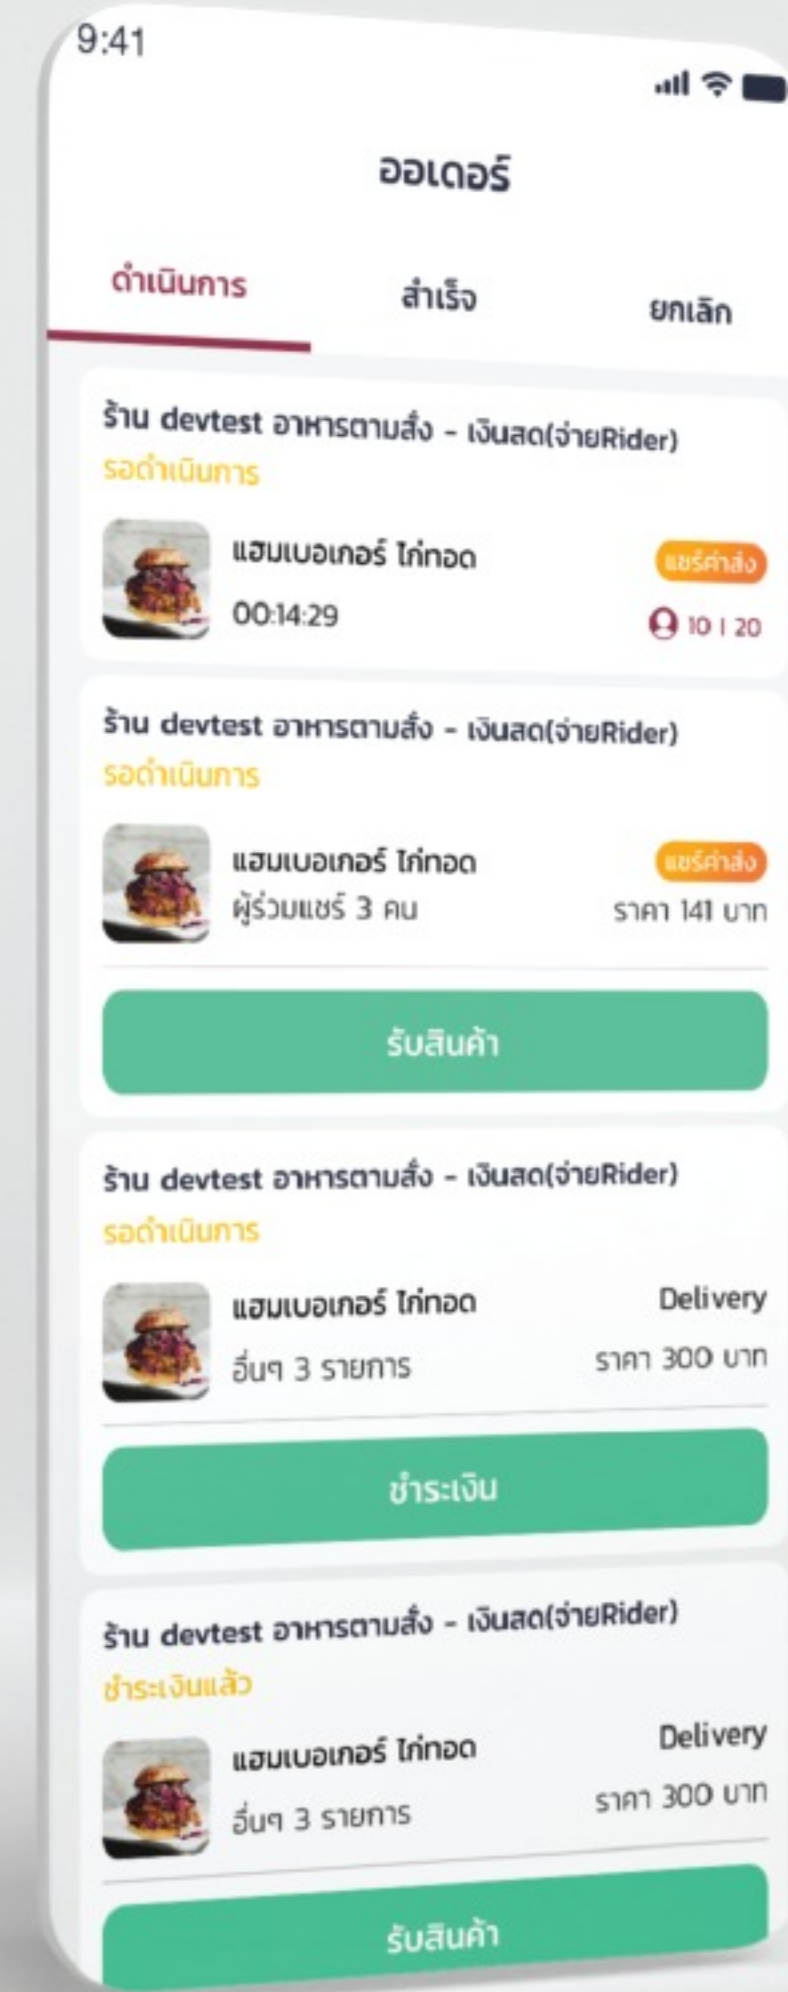 9:41
ออเดอร์
ดำเนินการ สำเร็จ ยกเลิก
ร้าน devtest อาหารตามสั่ง - เงินสด(จ่ายRider)
รอดำเนินการ
แฮมเบอเกอร์ ไก่ทอด แชร์ค่าส่ง
00:14:29 10 | 20
ร้าน devtest อาหารตามสั่ง - เงินสด(จ่ายRider)
รอดำเนินการ
แฮมเบอเกอร์ ไก่ทอด แชร์ค่าส่ง
ผู้ร่วมแชร์ 3 คน ราคา 141 บาท
รับสินค้า
ร้าน devtest อาหารตามสั่ง - เงินสด(จ่ายRider)
รอดำเนินการ
แฮมเบอเกอร์ ไก่ทอด Delivery
อื่นๆ 3 รายการ ราคา 300 บาท
ชำระเงิน
ร้าน devtest อาหารตามสั่ง - เงินสด(จ่ายRider)
ชำระเงินแล้ว
แฮมเบอเกอร์ ไก่ทอด Delivery
อื่นๆ 3 รายการ ราคา 300 บาท
รับสินค้า